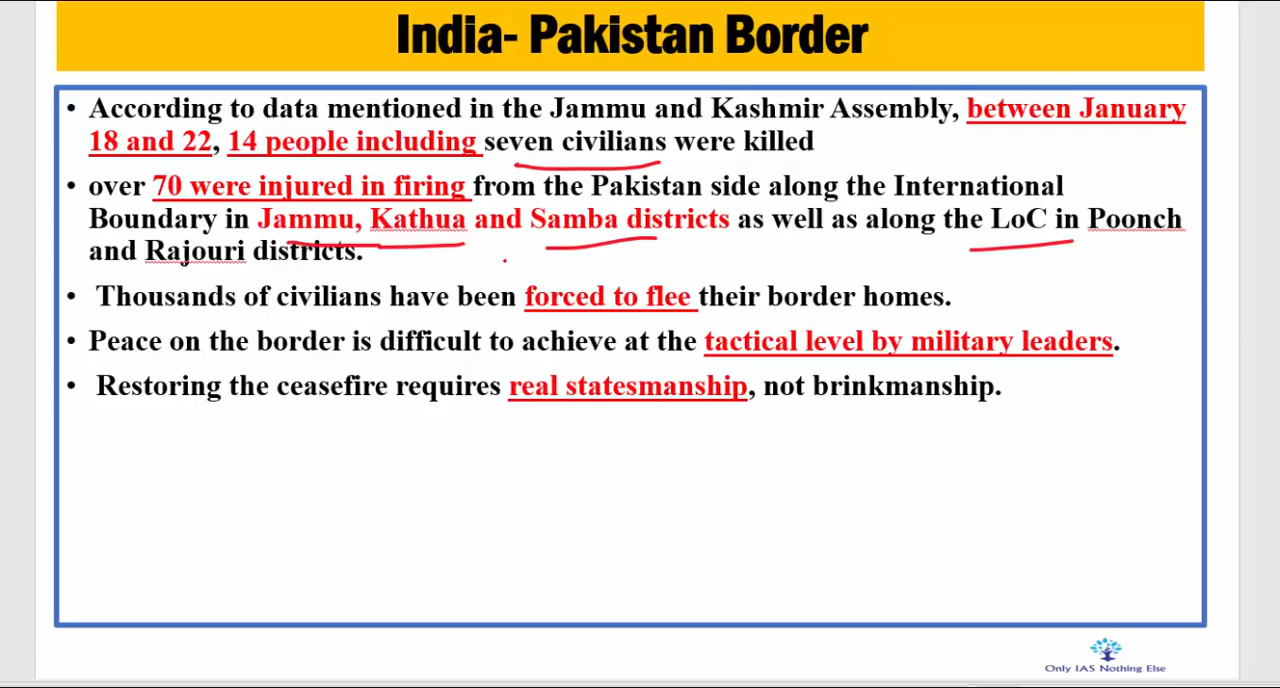 India- Pakistan Border
• According to data mentioned in the Jammu and Kashmir Assembly, between January
18 and 22, 14 people including seven civilians were killed
• over 70 were injured in firing from the Pakistan side along the International
Boundary in Jammu, Kathua and Samba districts as well as along the LoC in Poonch
and Rajouri districts.
• Thousands of civilians have been forced to flee their border homes.
• Peace on the border is difficult to achieve at the tactical level by military leaders.
• Restoring the ceasefire requires real statesmanship, not brinkmanship.
Only IAS Nothing Else